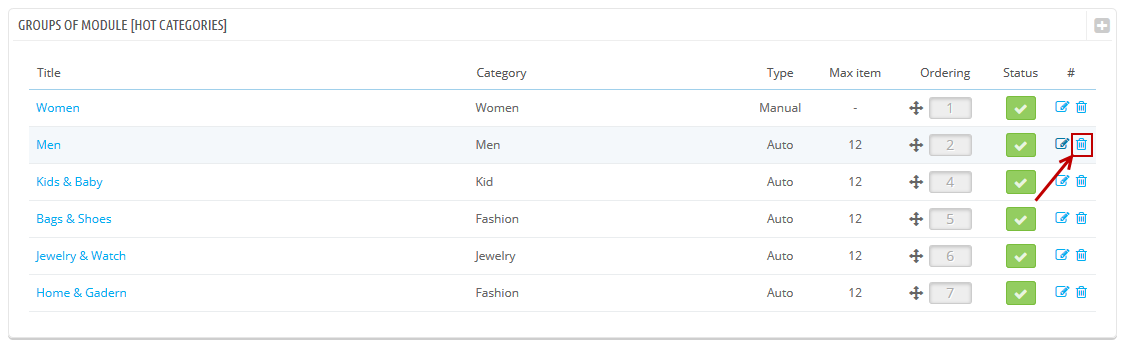 GROUPS OF MODULE [HOT CATEGORIES]
Title Category Type Max item Ordering Status #
Women Women Manual - 1
Men Men Auto 12 2
Kids & Baby Kid Auto 12 4
Bags & Shoes Fashion Auto 12 5
Jewelry & Watch Jewelry Auto 12 6
Home & Gadern Fashion Auto 12 7